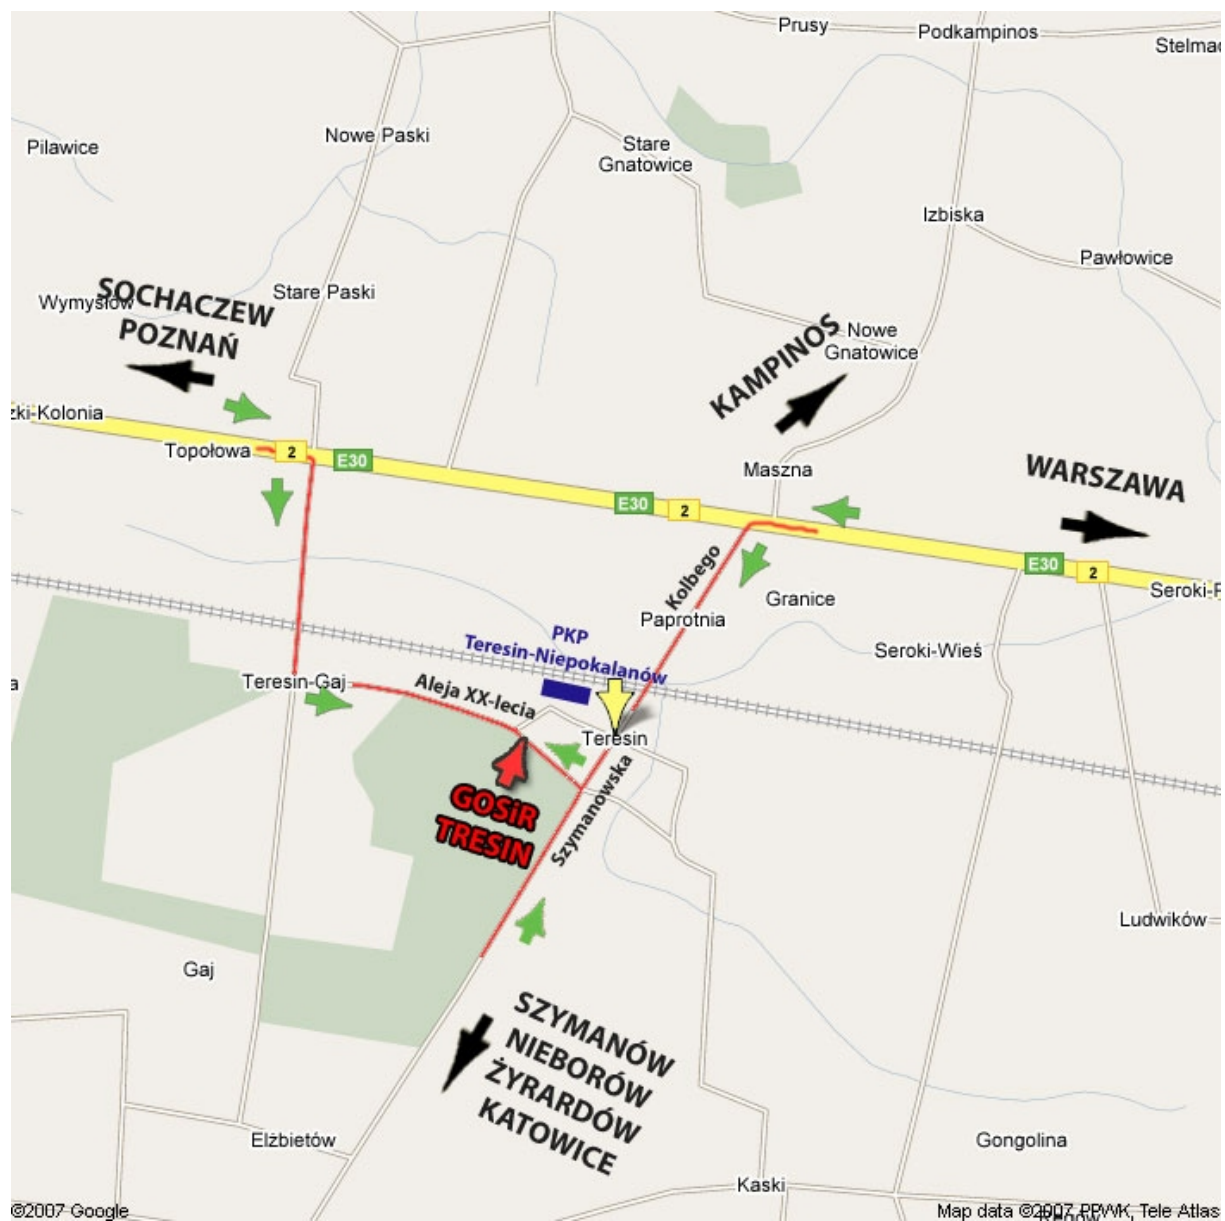 Prusy
Podkampinos
Stelmac
Nowe Paski
Pilawice
Stare
Gnatowice
Izbiska
Pawłowice
SOCHACZEW
POZNAŃ
Wymysłów
Stare Paski
KAMPINOS
Nowe
Gnatowice
zki-Kolonia
Topołowa
2
E30
Maszna
WARSZAWA
E30
2
E30
2
Kolbego
Seroki-P
Granice
Paprotnia
PKP
Teresin-Niepokalanów
Seroki-Wieś
a
Teresin-Gaj
Aleja XX-lecia
Teresin
Szymanowska
GOSiR
TRESIN
Ludwików
Gaj
SZYMANÓW
NIEBORÓW
ŻYRARDÓW
KATOWICE
Elżbietów
Gongolina
Kaski
©2007 Google
Map data ©2007 PPWK, Tele Atlas